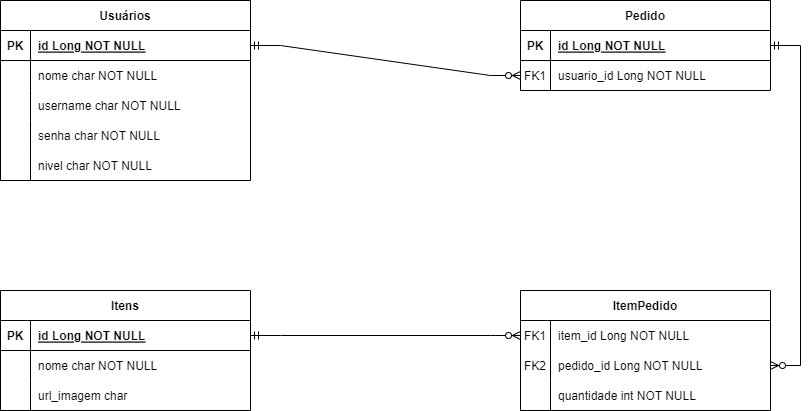 Usuários
PK id Long NOT NULL
nome char NOT NULL
username char NOT NULL
senha char NOT NULL
nivel char NOT NULL
Pedido
PK id Long NOT NULL
FK1 usuario_id Long NOT NULL
Itens
PK id Long NOT NULL
nome char NOT NULL
url_imagem char
ItemPedido
FK1 item_id Long NOT NULL
FK2 pedido_id Long NOT NULL
quantidade int NOT NULL